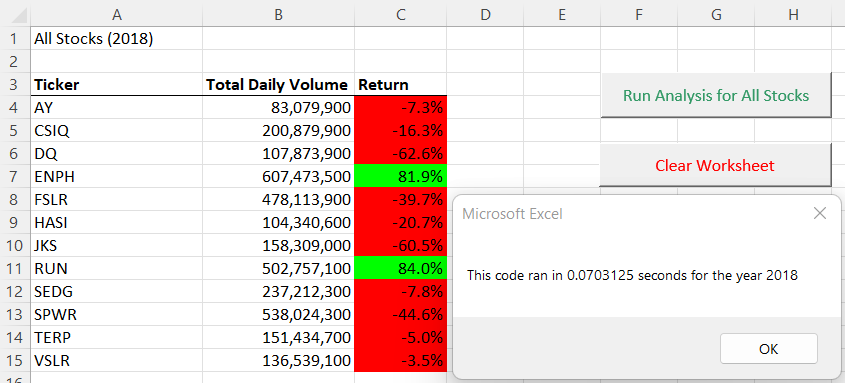 A B C D E F G H
1 All Stocks (2018)
2
3 Ticker Total Daily Volume Return
4 AY 83,079,900 -7.3%
Run Analysis for All Stocks
5 CSIQ 200,879,900 -16.3%
6 DQ 107,873,900 -62.6%
Clear Worksheet
7 ENPH 607,473,500 81.9%
8 FSLR 478,113,900 -39.7%
9 HASI 104,340,600 -20.7%
10 JKS 158,309,000 -60.5%
11 RUN 502,757,100 84.0%
12 SEDG 237,212,300 -7.8%
13 SPWR 538,024,300 -44.6%
14 TERP 151,434,700 -5.0%
15 VSLR 136,539,100 -3.5%
16
Microsoft Excel
This code ran in 0.0703125 seconds for the year 2018
OK